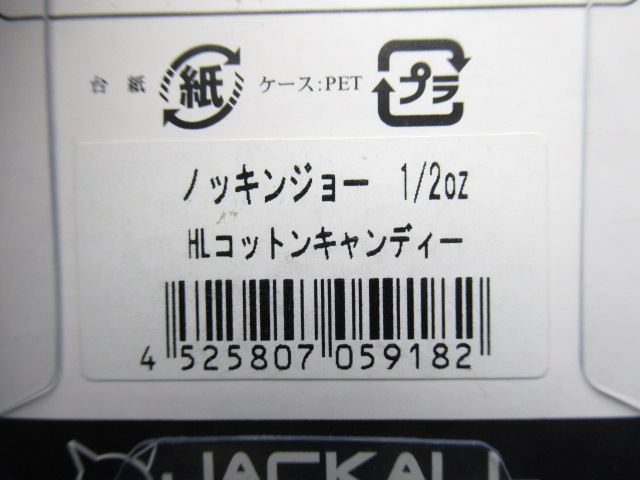 台紙 紙 ケース:PET プラ
ノッキンジョー 1/2oz
HLコットンキャンディー
4 525807 059182
JACKALL